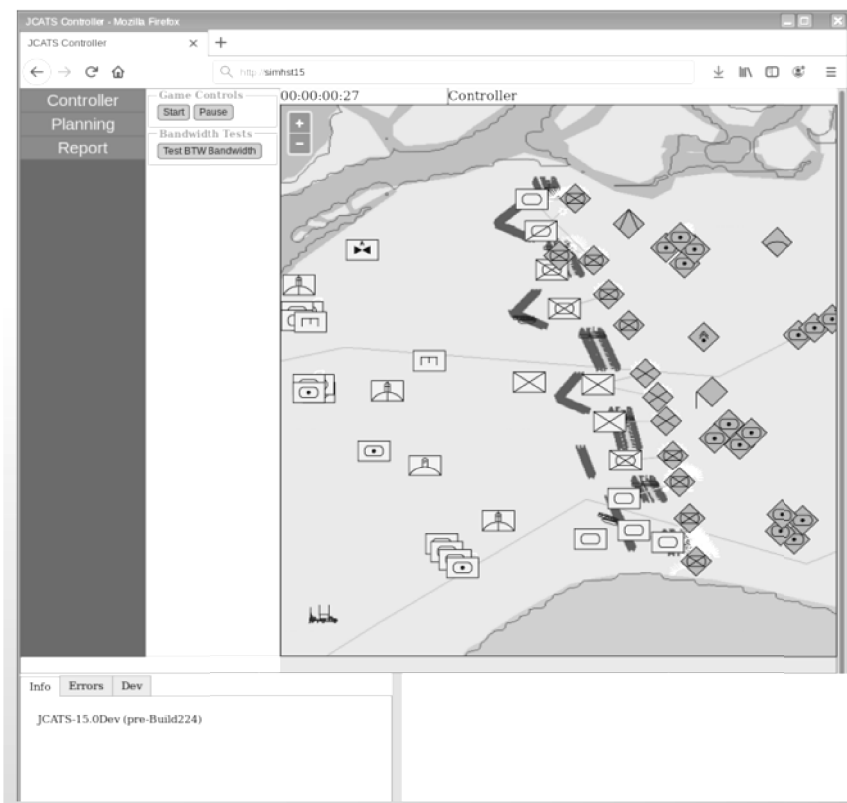 JCATS Controller - Mozilla Firefox
JCATS Controller × +
http://simhst15
Controller
Planning
Report
Game Controls
Start Pause
Bandwidth Tests
Test BTW Bandwidth
00:00:00:27 Controller
+
−
Info Errors Dev
JCATS-15.0Dev (pre-Build224)